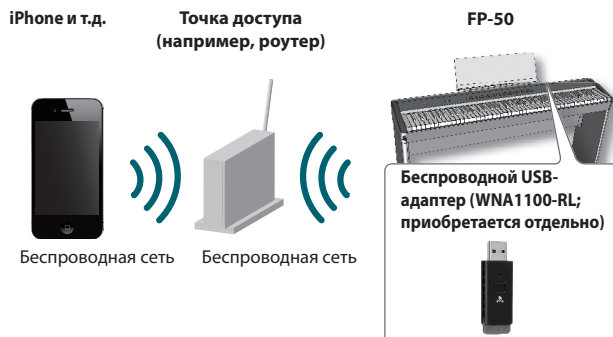 iPhone и т.д.
Точка доступа
(например, роутер)
FP-50
Беспроводной USB-
адаптер (WNA1100-RL;
приобретается отдельно)
Беспроводная сеть
Беспроводная сеть